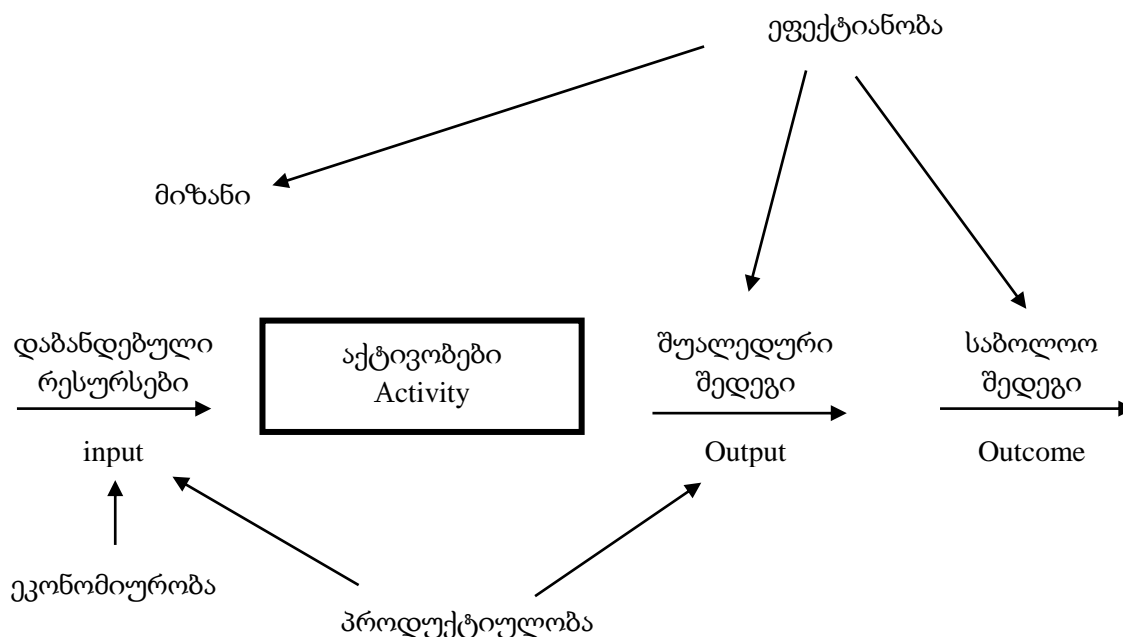 ეფექტიანობა
მიზანი
დაბანდებული
რესურსები
input
აქტივობები
Activity
შუალედური
შედეგი
Output
საბოლოო
შედეგი
Outcome
ეკონომიურობა
პროდუქტიულობა